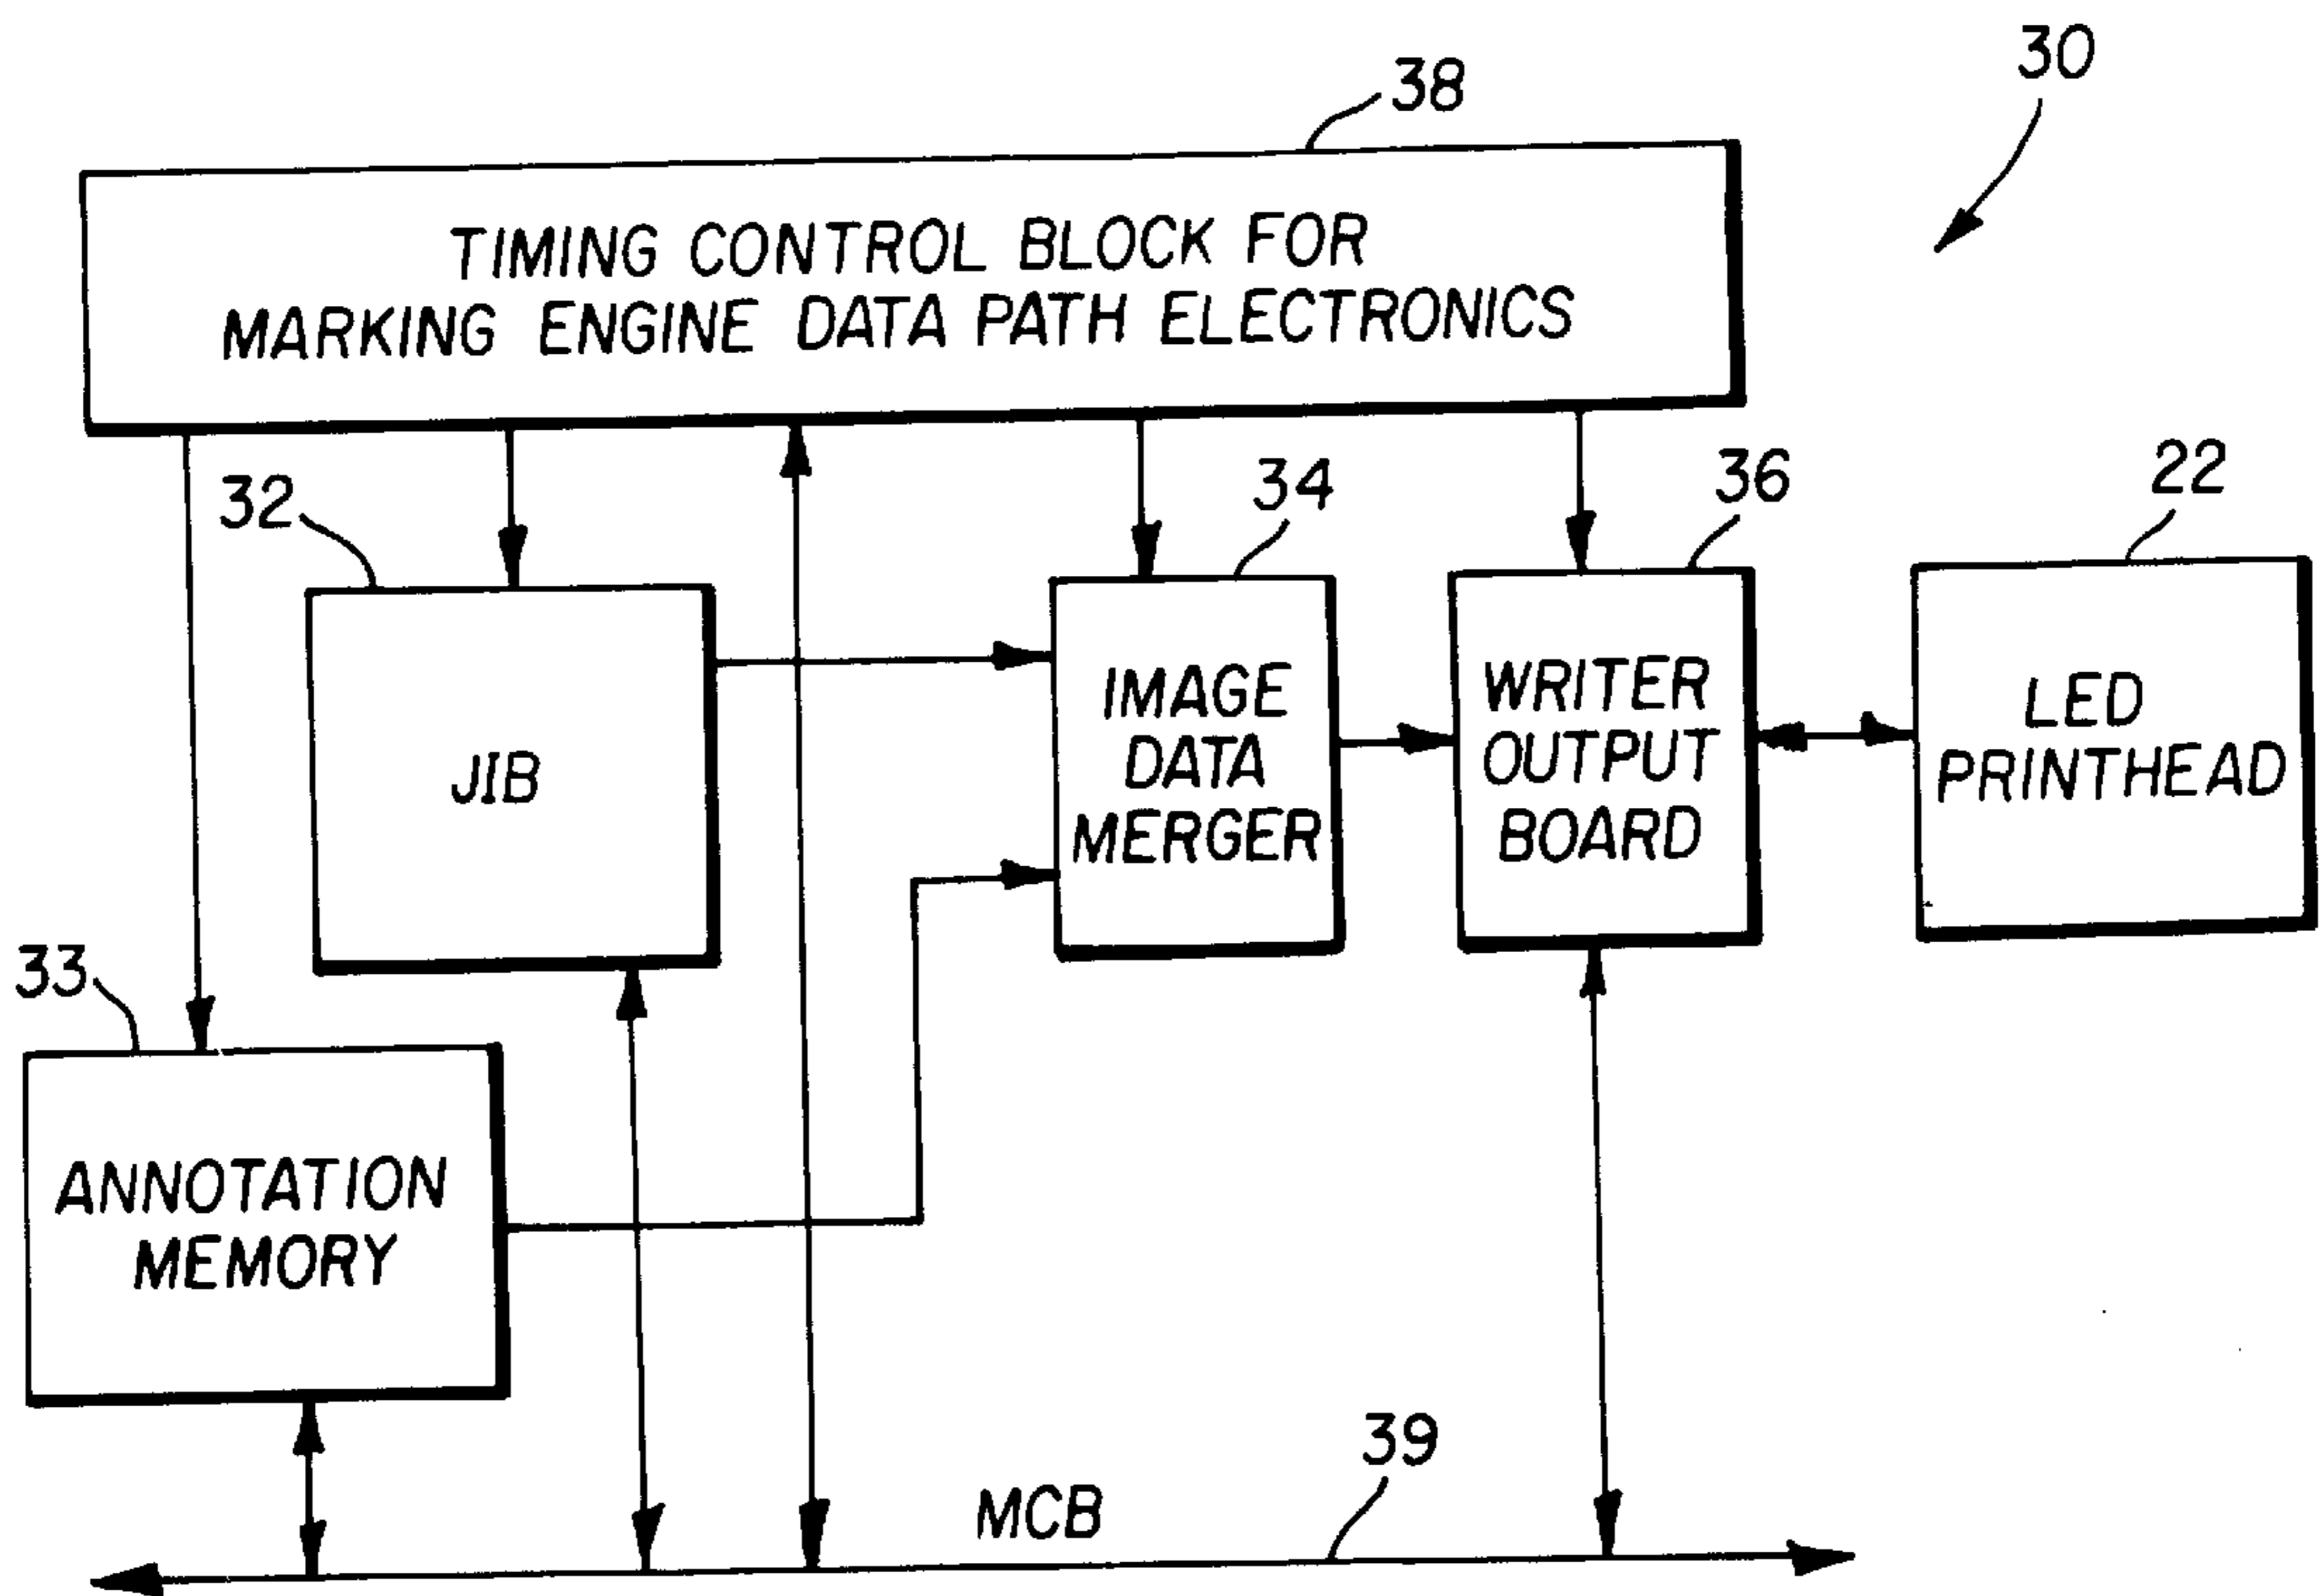 30
38
TIMING CONTROL BLOCK FOR
MARKING ENGINE DATA PATH ELECTRONICS
32
34
36
22
JIB
IMAGE
DATA
MERGER
WRITER
OUTPUT
BOARD
LED
PRINTHEAD
33
ANNOTATION
MEMORY
39
MCB